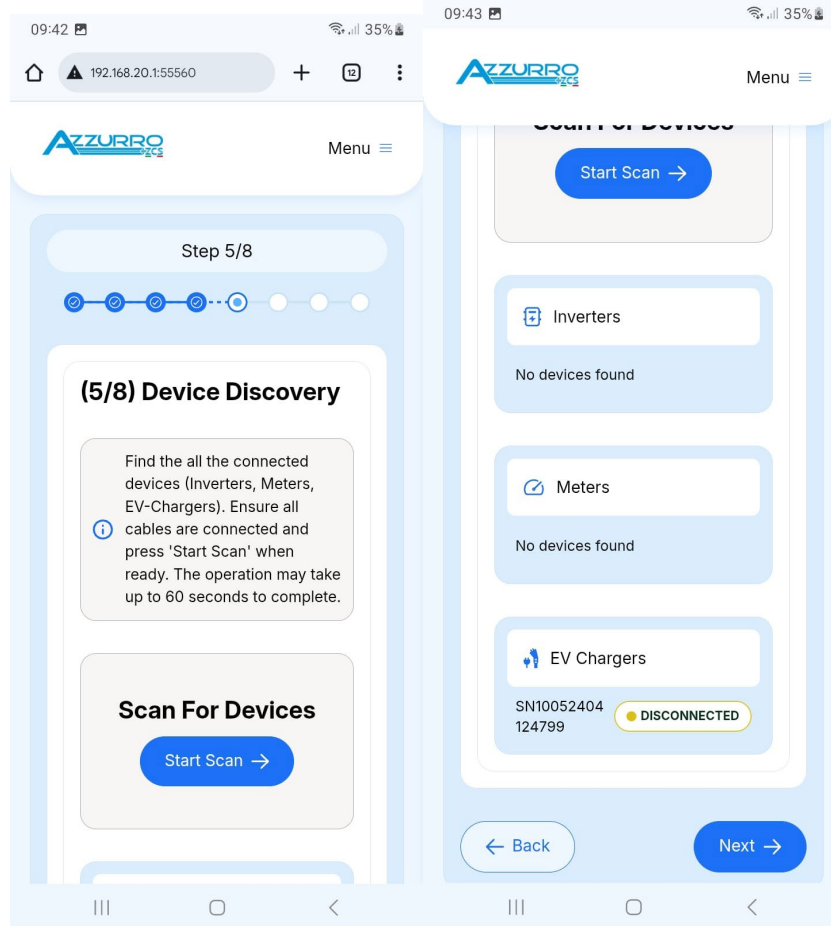 09:42
35%
192.168.20.1:55560
12
AZZURRO
ZCS
Menu
Step 5/8
(5/8) Device Discovery
Find the all the connected
devices (Inverters, Meters,
EV-Chargers). Ensure all
cables are connected and
press 'Start Scan' when
ready. The operation may take
up to 60 seconds to complete.
Scan For Devices
Start Scan →
09:43
35%
AZZURRO
ZCS
Menu
Scan For Devices
Start Scan →
Inverters
No devices found
Meters
No devices found
EV Chargers
SN10052404
124799
DISCONNECTED
← Back
Next →